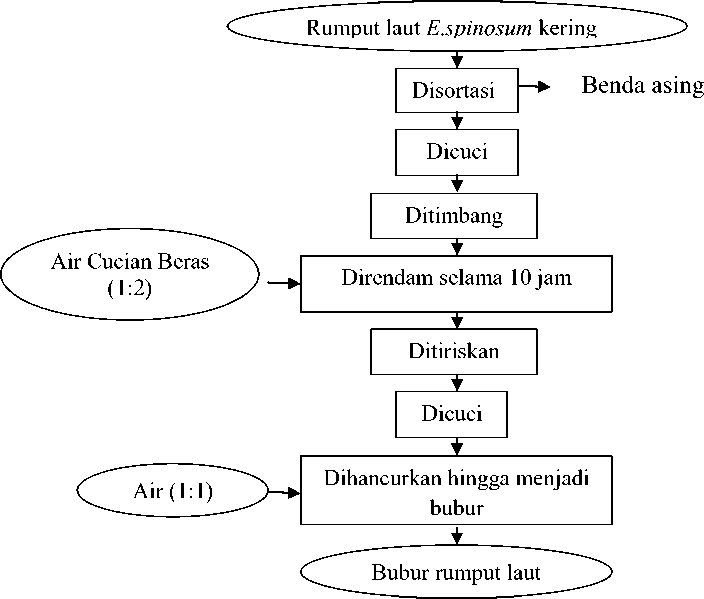 Rumput laut E.spinosum kering
Disortasi
Benda asing
Dicuci
Ditimbang
Air Cucian Beras
(1:2)
Direndam selama 10 jam
Ditiriskan
Dicuci
Air (1:1)
Dihancurkan hingga menjadi
bubur
Bubur rumput laut